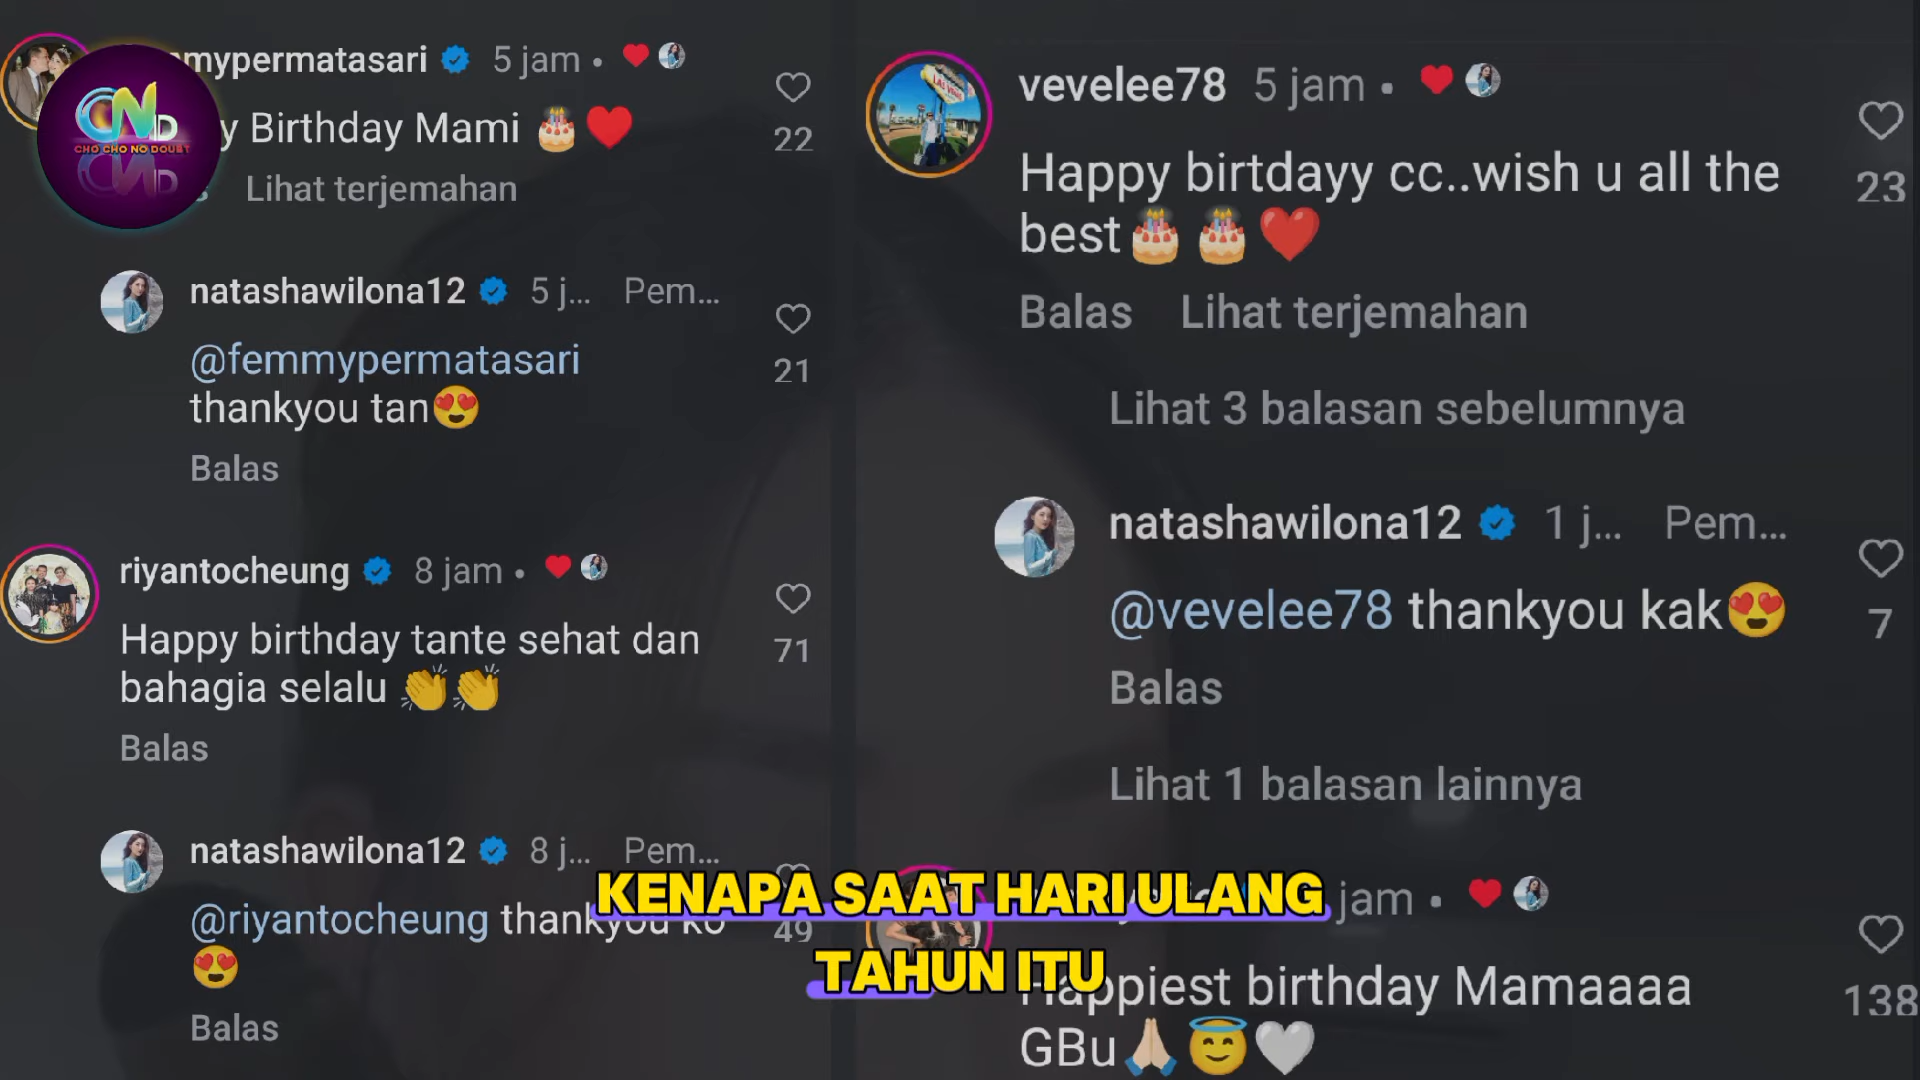 mypermatasari 5 jam •
y Birthday Mami 🎂❤️
22
Lihat terjemahan
CND
CHO CHO NO DOUBT
natashawilona12 5 j... Pem...
@femmypermatasari
thankyou tan😍
21
Balas
riyantocheung 8 jam •
Happy birthday tante sehat dan
bahagia selalu 👏👏
71
Balas
natashawilona12 8 j... Pem...
@riyantocheung thankyou ko
😍
49
Balas
vevelee78 5 jam •
Happy birtdayy cc..wish u all the
best🎂🎂❤️
23
Balas Lihat terjemahan
Lihat 3 balasan sebelumnya
natashawilona12 1 j... Pem...
@vevelee78 thankyou kak😍
7
Balas
Lihat 1 balasan lainnya
jam •
Happiest birthday Mamaaaa
GBu🙏🏻😇🤍
138
KENAPA SAAT HARI ULANG
TAHUN ITU